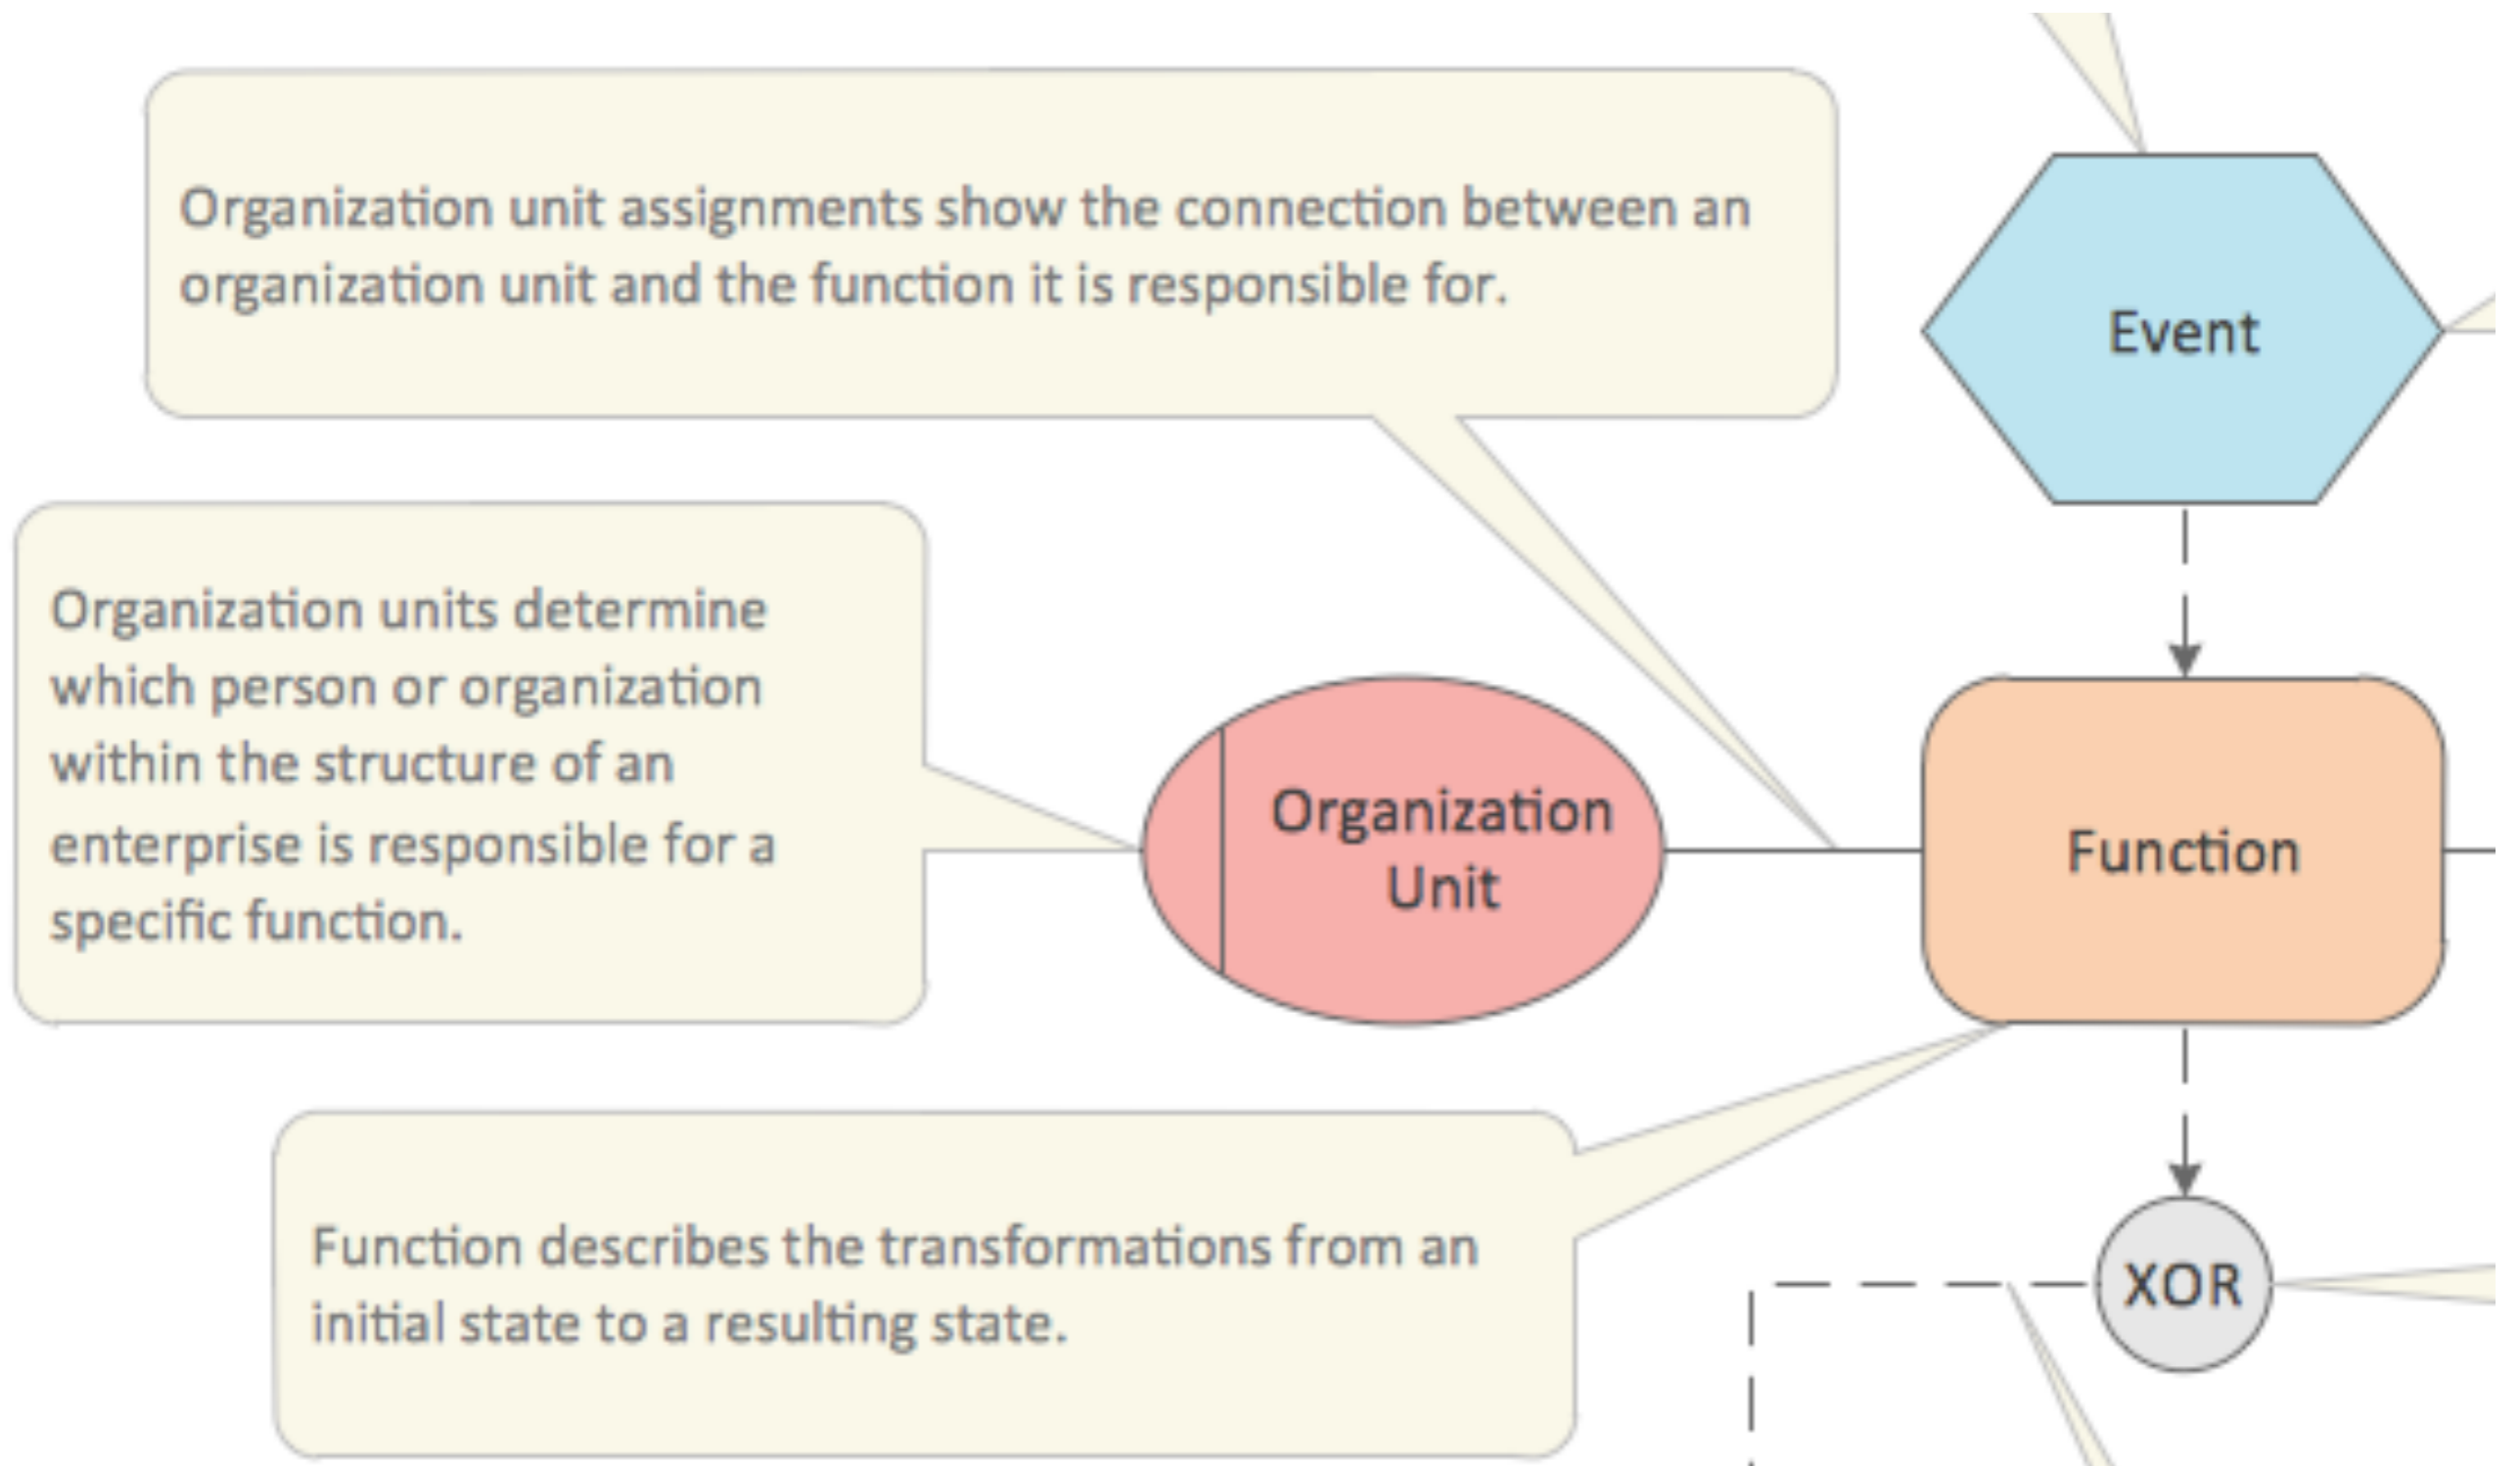 Organization unit assignments show the connection between an
organization unit and the function it is responsible for.
Event
Organization units determine
which person or organization
within the structure of an
enterprise is responsible for a
specific function.
Organization
Unit
Function
Function describes the transformations from an
initial state to a resulting state.
XOR